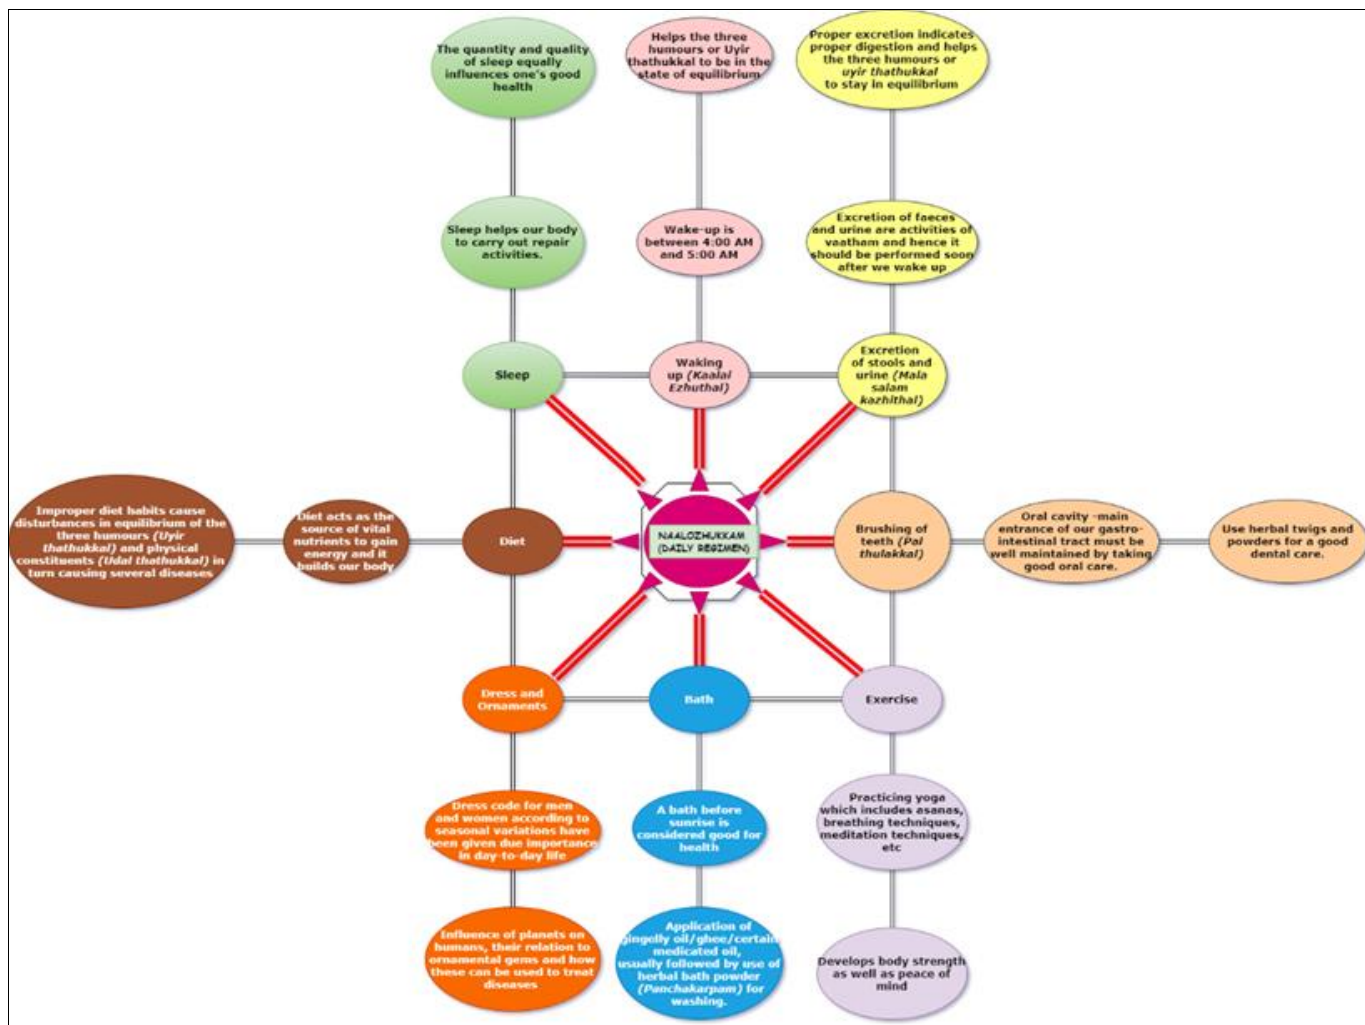 The quantity and quality
of sleep equally
influences one's good
health
Helps the three
humours or Uyir
thathukkal to be in the
state of equilibrium
Proper excretion indicates
proper digestion and helps
the three humours or
uyir thathukkal
to stay in equilibrium
Sleep helps our body
to carry out repair
activities.
Wake-up is
between 4:00 AM
and 5:00 AM
Excretion of faeces
and urine are activities of
vaatham and hence it
should be performed soon
after we wake up
Sleep
Waking
up (Kaalai
Ezhuthal)
Excretion
of stools and
urine (Mala
salam
kazhithal)
Improper diet habits cause
disturbances in equilibrium of the
three humours (Uyir
thathukkal) and physical
constituents (Udal thathukkal) in
turn causing several diseases
Diet acts as the
source of vital
nutrients to gain
energy and it
builds our body
Diet
NAALOZHUKKAM
(DAILY REGIMEN)
Brushing of
teeth (Pal
thulakkal)
Oral cavity -main
entrance of our gastro-
intestinal tract must be
well maintained by taking
good oral care.
Use herbal twigs and
powders for a good
dental care.
Dress and
Ornaments
Bath
Exercise
Dress code for men
and women according to
seasonal variations have
been given due importance
in day-to-day life
A bath before
sunrise is
considered good for
health
Practicing yoga
which includes asanas,
breathing techniques,
meditation techniques,
etc
Influence of planets on
humans, their relation to
ornamental gems and how
these can be used to treat
diseases
Application of
gingelly oil/ghee/certain
medicated oil,
usually followed by use of
herbal bath powder
(Panchakarpam) for
washing.
Develops body strength
as well as peace of
mind